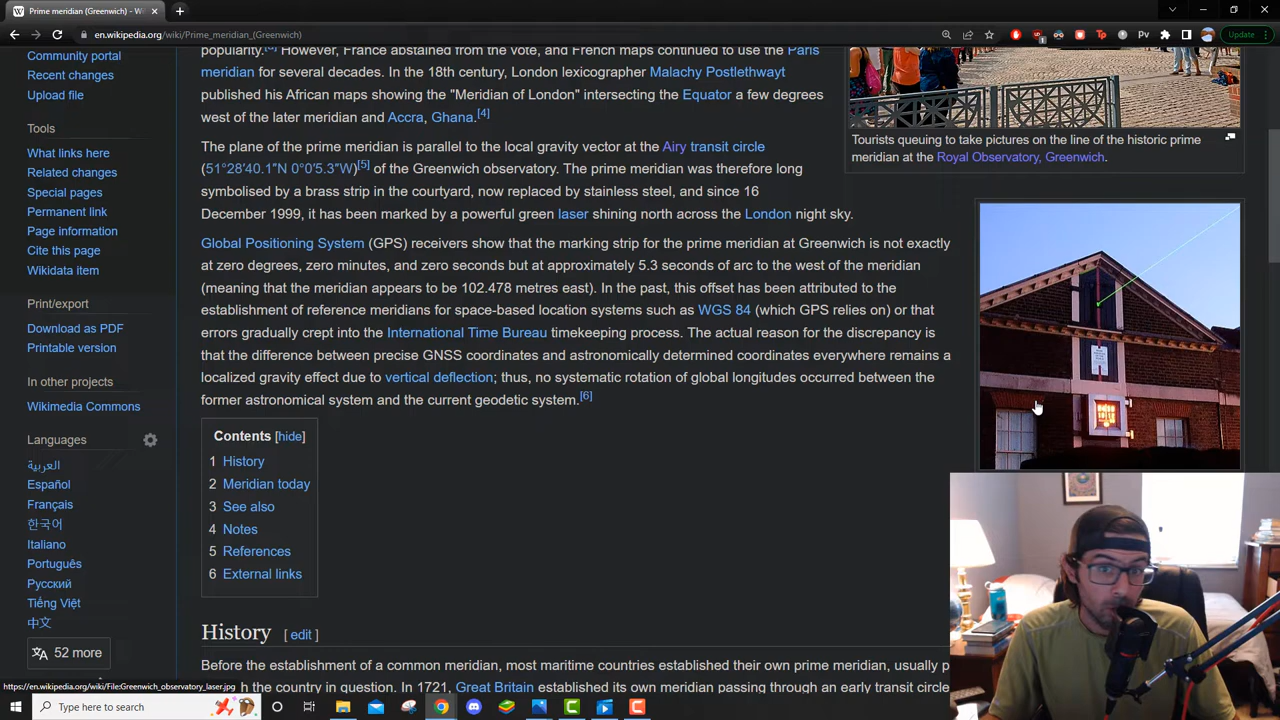 Prime meridian (Greenwich) - Wi
en.wikipedia.org/wiki/Prime_meridian_(Greenwich)
Update
Community portal
Recent changes
Upload file
Tools
What links here
Related changes
Special pages
Permanent link
Page information
Cite this page
Wikidata item
Print/export
Download as PDF
Printable version
In other projects
Wikimedia Commons
Languages
العربية
Español
Français
한국어
Italiano
Português
Русский
Tiếng Việt
中文
52 more
popularity. However, France abstained from the vote, and French maps continued to use the Paris
meridian for several decades. In the 18th century, London lexicographer Malachy Postlethwayt
published his African maps showing the "Meridian of London" intersecting the Equator a few degrees
west of the later meridian and Accra, Ghana.[4]
The plane of the prime meridian is parallel to the local gravity vector at the Airy transit circle
(51°28′40.1″N 0°0′5.3″W)[5] of the Greenwich observatory. The prime meridian was therefore long
symbolised by a brass strip in the courtyard, now replaced by stainless steel, and since 16
December 1999, it has been marked by a powerful green laser shining north across the London night sky.
Global Positioning System (GPS) receivers show that the marking strip for the prime meridian at Greenwich is not exactly
at zero degrees, zero minutes, and zero seconds but at approximately 5.3 seconds of arc to the west of the meridian
(meaning that the meridian appears to be 102.478 metres east). In the past, this offset has been attributed to the
establishment of reference meridians for space-based location systems such as WGS 84 (which GPS relies on) or that
errors gradually crept into the International Time Bureau timekeeping process. The actual reason for the discrepancy is
that the difference between precise GNSS coordinates and astronomically determined coordinates everywhere remains a
localized gravity effect due to vertical deflection; thus, no systematic rotation of global longitudes occurred between the
former astronomical system and the current geodetic system.[6]
Contents [hide]
1 History
2 Meridian today
3 See also
4 Notes
5 References
6 External links
History [ edit ]
Before the establishment of a common meridian, most maritime countries established their own prime meridian, usually p
h the country in question. In 1721, Great Britain established its own meridian passing through an early transit circle
Tourists queuing to take pictures on the line of the historic prime
meridian at the Royal Observatory, Greenwich.
https://en.wikipedia.org/wiki/File:Greenwich_observatory_laser.jpg
Type here to search